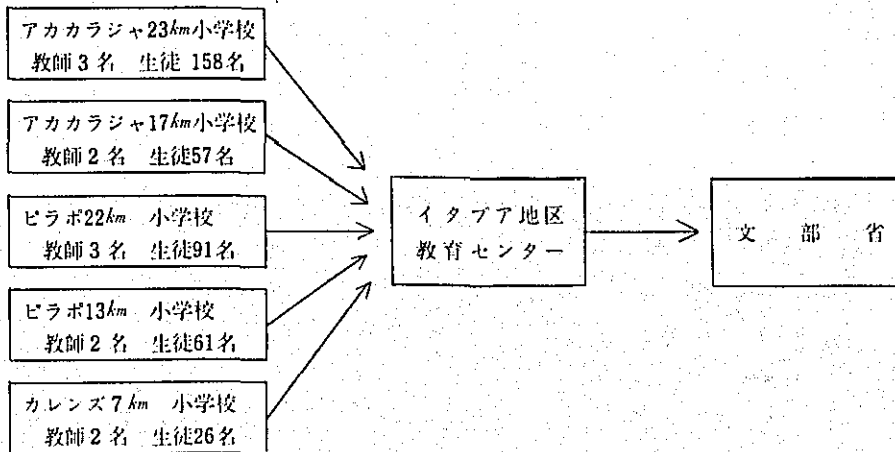 アカカラジャ23km小学校
教師3名 生徒 158名
アカカラジャ17km小学校
教師2名 生徒57名
ピラポ22km 小学校
教師3名 生徒91名
ピラポ13km 小学校
教師2名 生徒61名
カレンズ7km 小学校
教師2名 生徒26名
イタプア地区
教育センター
文部省